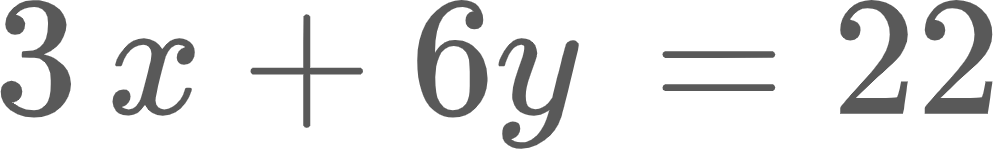 3x + 6y = 22